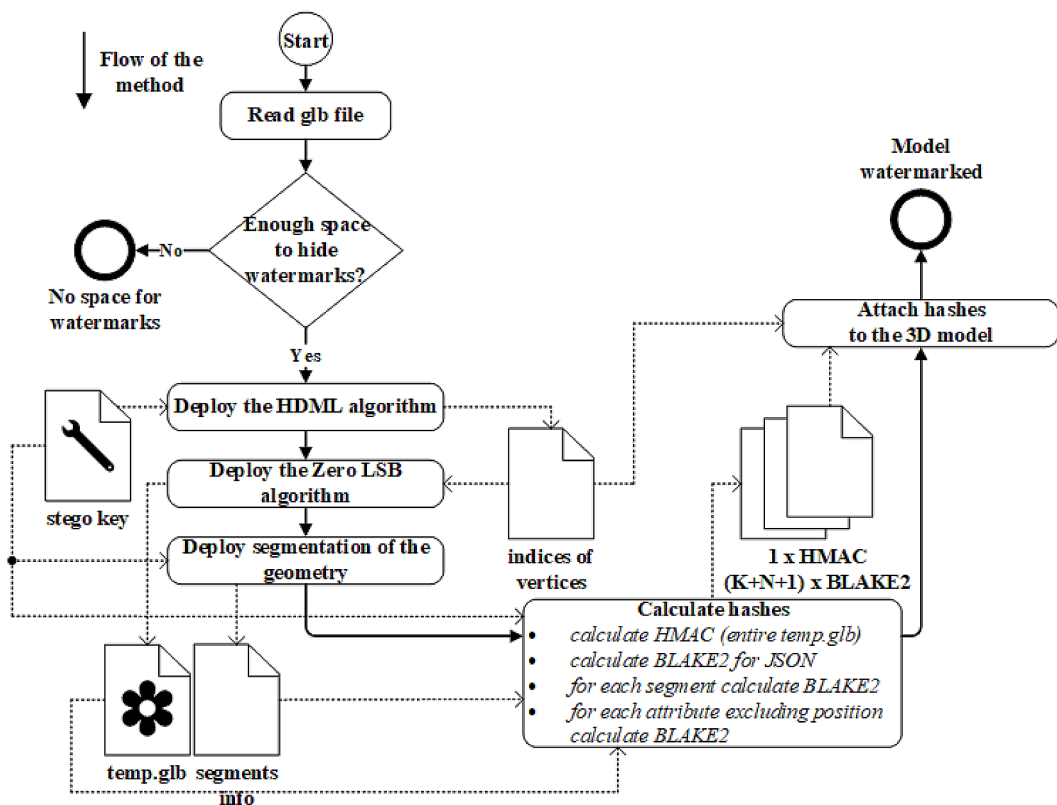 Start
Flow of the
method
Read glb file
Model
watermarked
Enough space
to hide
watermarks?
No
No space for
watermarks
Attach hashes
to the 3D model
Yes
Deploy the HDML algorithm
Deploy the Zero LSB
algorithm
stego key
Deploy segmentation of the
geometry
indices of
vertices
1 x HMAC
(K+N+1) x BLAKE2
Calculate hashes
• calculate HMAC (entire temp.glb)
• calculate BLAKE2 for JSON
• for each segment calculate BLAKE2
• for each attribute excluding position
calculate BLAKE2
temp.glb
segments
info